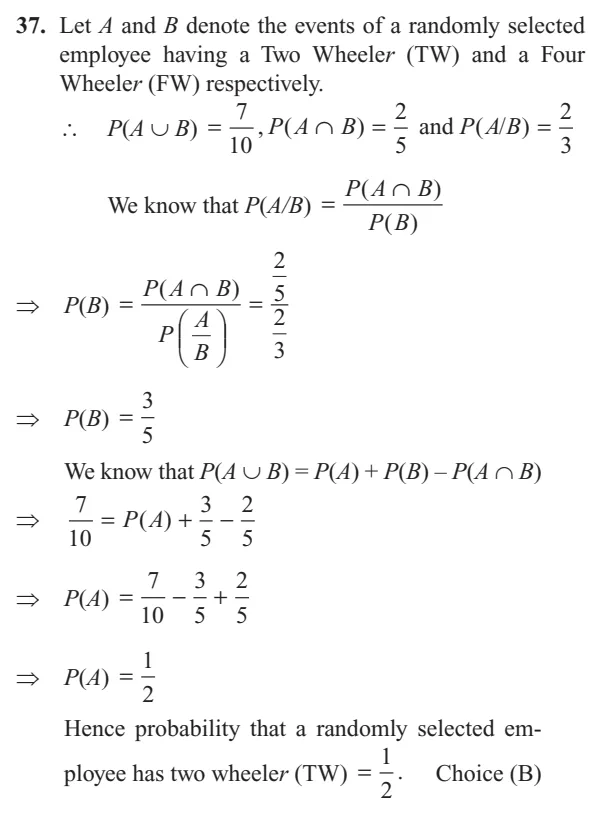 37. Let A and B denote the events of a randomly selected
employee having a Two Wheeler (TW) and a Four
Wheeler (FW) respectively.
∴ P(A ∪ B) = 7/10, P(A ∩ B) = 2/5 and P(A/B) = 2/3
We know that P(A/B) = P(A ∩ B)/P(B)
⇒ P(B) = P(A ∩ B)/P(A/B) = (2/5)/(2/3)
⇒ P(B) = 3/5
We know that P(A ∪ B) = P(A) + P(B) – P(A ∩ B)
⇒ 7/10 = P(A) + 3/5 − 2/5
⇒ P(A) = 7/10 − 3/5 + 2/5
⇒ P(A) = 1/2
Hence probability that a randomly selected em-
ployee has two wheeler (TW) = 1/2. Choice (B)